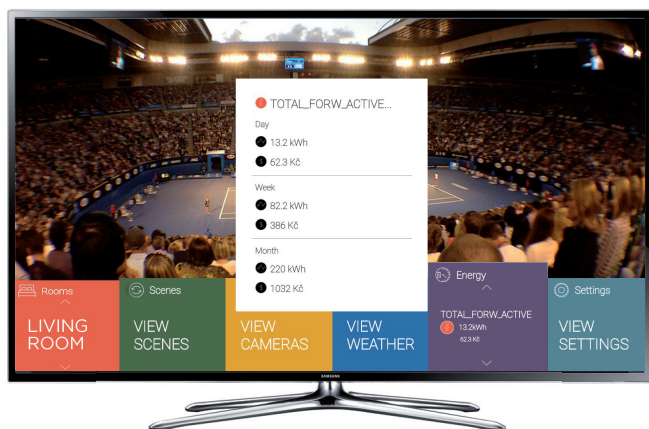 TOTAL_FORW_ACTIVE...
Day
13.2 kWh
62.3 Kč
Week
82.2 kWh
386 Kč
Month
220 kWh
1032 Kč
Rooms
LIVING
ROOM
Scenes
VIEW
SCENES
VIEW
CAMERAS
VIEW
WEATHER
Energy
TOTAL_FORW_ACTIVE
13.2kWh
62.3 Kč
Settings
VIEW
SETTINGS
SAMSUNG